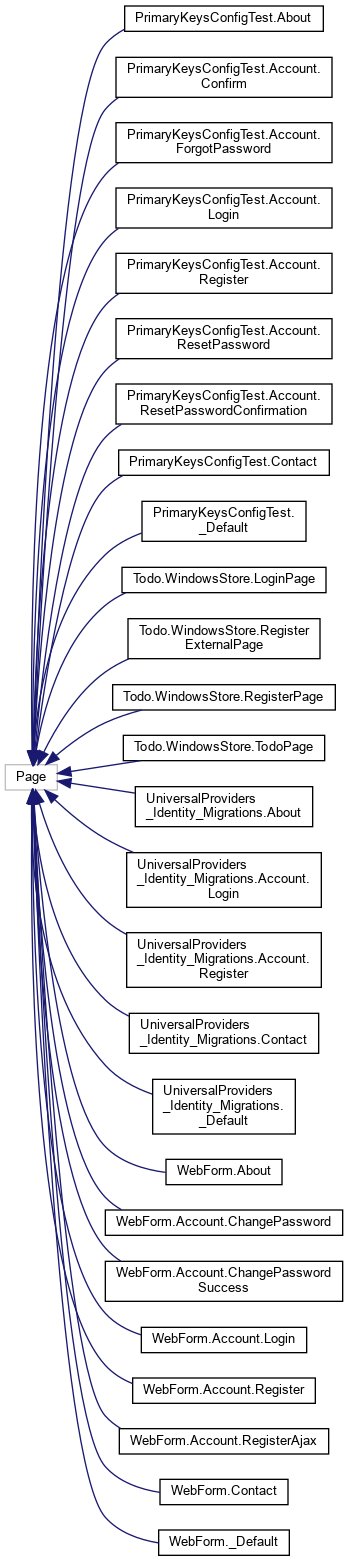 PrimaryKeysConfigTest.About
PrimaryKeysConfigTest.Account.
Confirm
PrimaryKeysConfigTest.Account.
ForgotPassword
PrimaryKeysConfigTest.Account.
Login
PrimaryKeysConfigTest.Account.
Register
PrimaryKeysConfigTest.Account.
ResetPassword
PrimaryKeysConfigTest.Account.
ResetPasswordConfirmation
PrimaryKeysConfigTest.Contact
PrimaryKeysConfigTest.
_Default
Todo.WindowsStore.LoginPage
Todo.WindowsStore.Register
ExternalPage
Todo.WindowsStore.RegisterPage
Todo.WindowsStore.TodoPage
Page
UniversalProviders
_Identity_Migrations.About
UniversalProviders
_Identity_Migrations.Account.
Login
UniversalProviders
_Identity_Migrations.Account.
Register
UniversalProviders
_Identity_Migrations.Contact
UniversalProviders
_Identity_Migrations.
_Default
WebForm.About
WebForm.Account.ChangePassword
WebForm.Account.ChangePassword
Success
WebForm.Account.Login
WebForm.Account.Register
WebForm.Account.RegisterAjax
WebForm.Contact
WebForm._Default